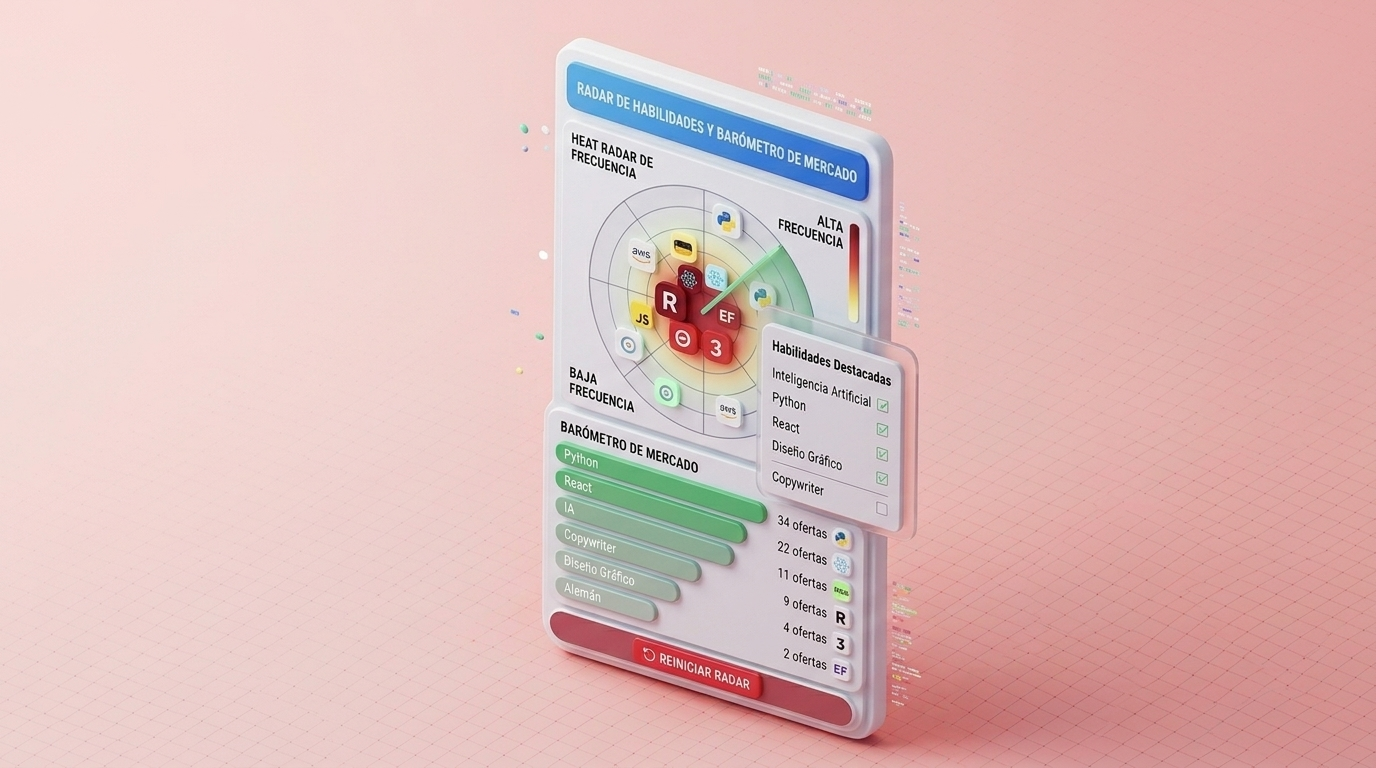 RADAR DE HABILIDADES Y BARÓMETRO DE MERCADO
HEAT RADAR DE
FRECUENCIA
ALTA
FRECUENCIA
aws
R
EF
JS
3
BAJA
FRECUENCIA
Habilidades Destacadas
Inteligencia Artificial
Python
React
Diseño Gráfico
Copywriter
BARÓMETRO DE MERCADO
Python
34 ofertas
React
22 ofertas
IA
11 ofertas
Copywriter
9 ofertas
R
Diseño Gráfico
4 ofertas
3
Alemán
2 ofertas
EF
REINICIAR RADAR